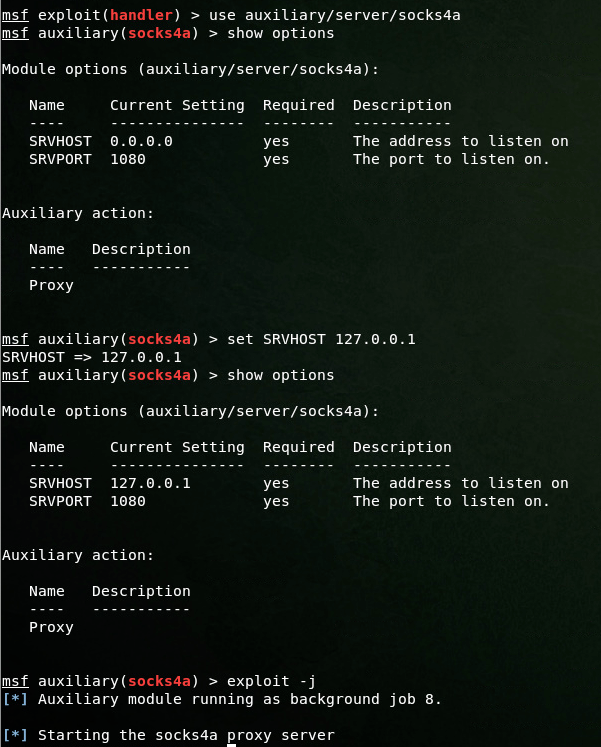 msf exploit(handler) > use auxiliary/server/socks4a
msf auxiliary(socks4a) > show options
Module options (auxiliary/server/socks4a):
Name     Current Setting  Required  Description
----     ---------------  --------  -----------
SRVHOST  0.0.0.0          yes       The address to listen on
SRVPORT  1080             yes       The port to listen on.
Auxiliary action:
Name   Description
----   -----------
Proxy
msf auxiliary(socks4a) > set SRVHOST 127.0.0.1
SRVHOST => 127.0.0.1
msf auxiliary(socks4a) > show options
Module options (auxiliary/server/socks4a):
Name     Current Setting  Required  Description
----     ---------------  --------  -----------
SRVHOST  127.0.0.1        yes       The address to listen on
SRVPORT  1080             yes       The port to listen on.
Auxiliary action:
Name   Description
----   -----------
Proxy
msf auxiliary(socks4a) > exploit -j
[*] Auxiliary module running as background job 8.
[*] Starting the socks4a proxy server